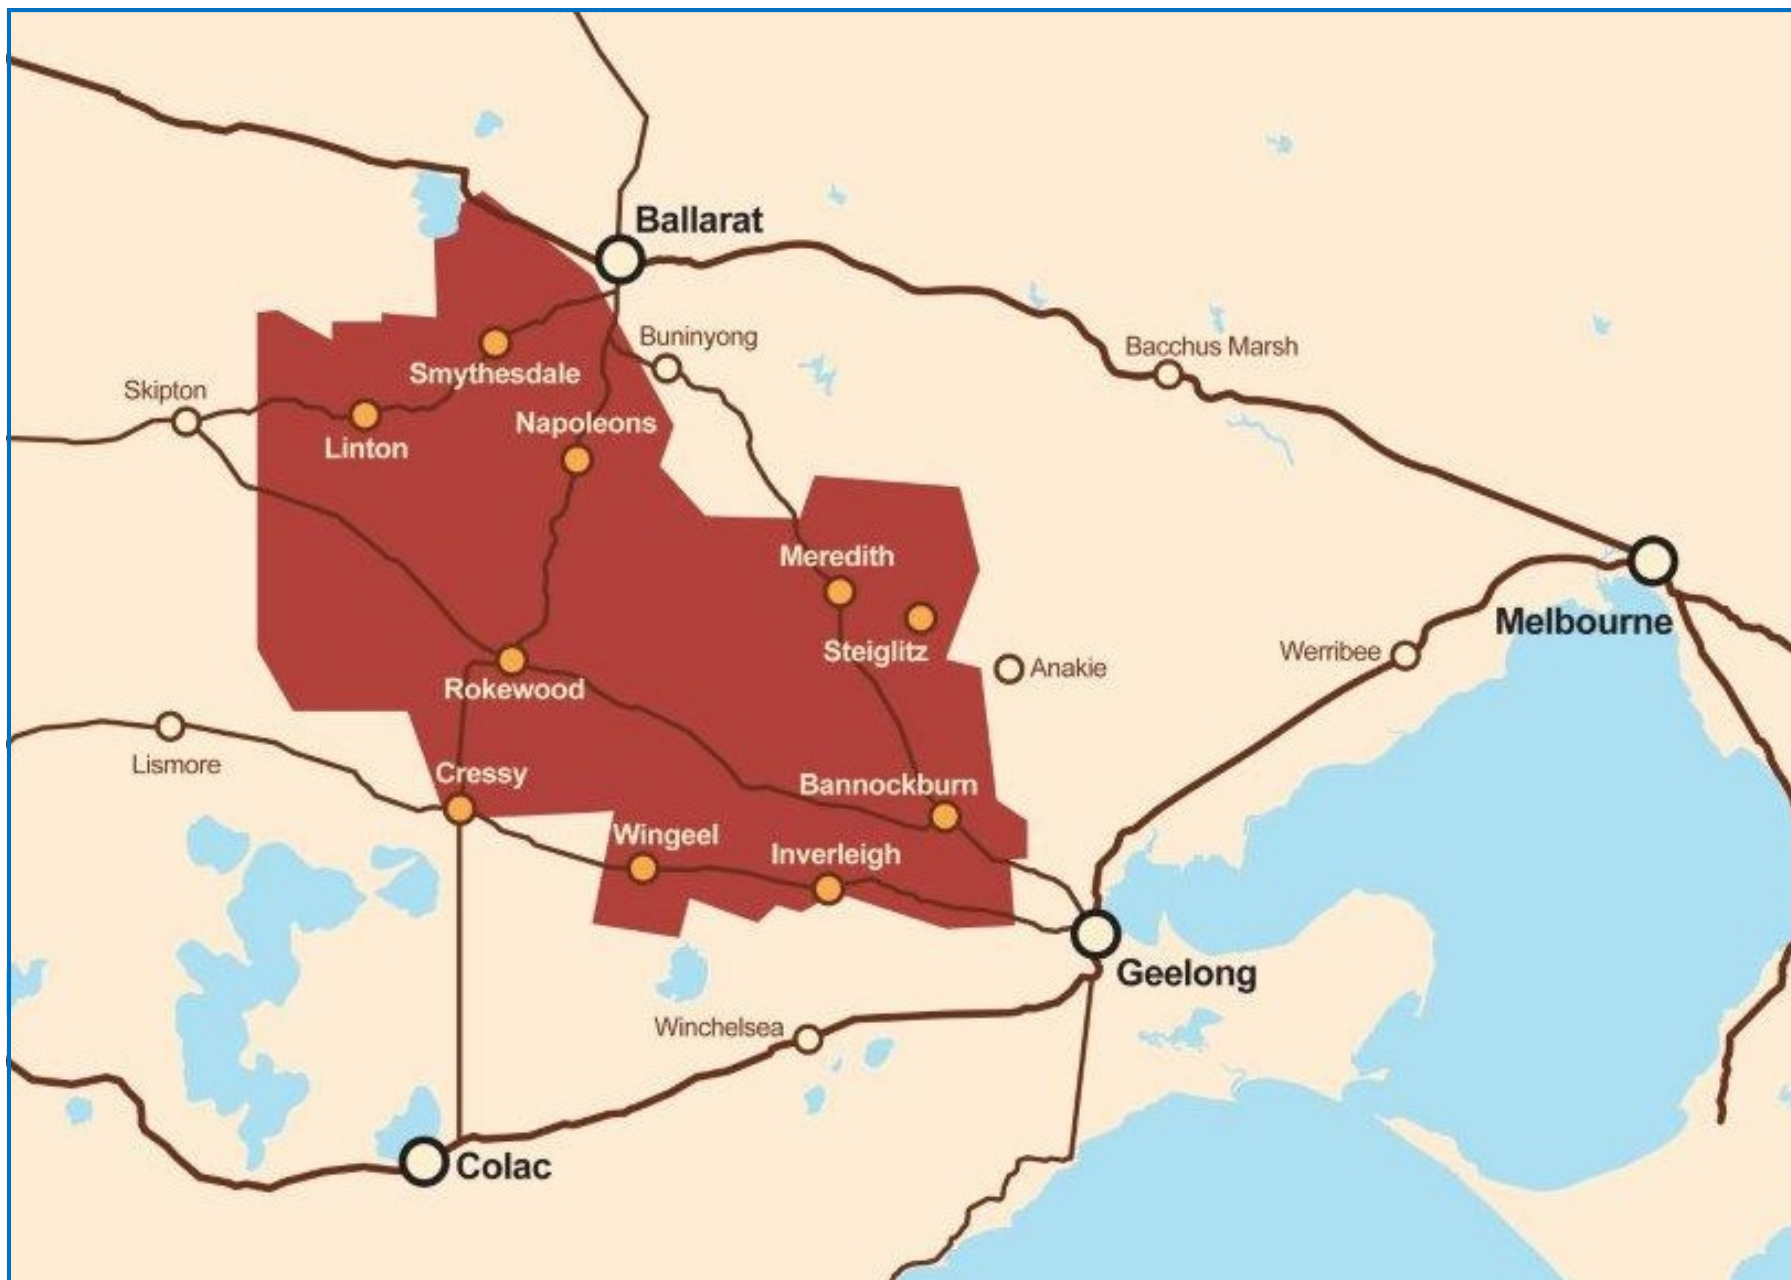 Ballarat
Buninyong
Bacchus Marsh
Smythesdale
Skipton
Napoleons
Linton
Meredith
Melbourne
Steiglitz
Werribee
Anakie
Rokewood
Lismore
Cressy
Bannockburn
Wingeel
Inverleigh
Geelong
Winchelsea
Colac